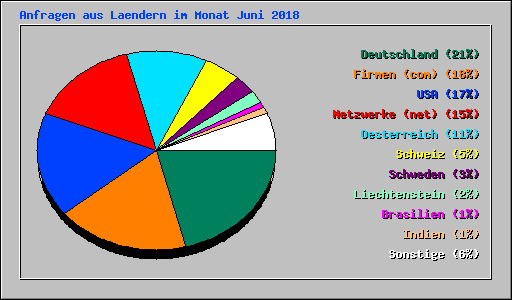 Anfragen aus Laendern im Monat Juni 2018
Deutschland (21%)
Firmen (com) (18%)
USA (17%)
Netzwerke (net) (15%)
Oesterreich (11%)
Schweiz (5%)
Schweden (3%)
Liechtenstein (2%)
Brasilien (1%)
Indien (1%)
Sonstige (6%)